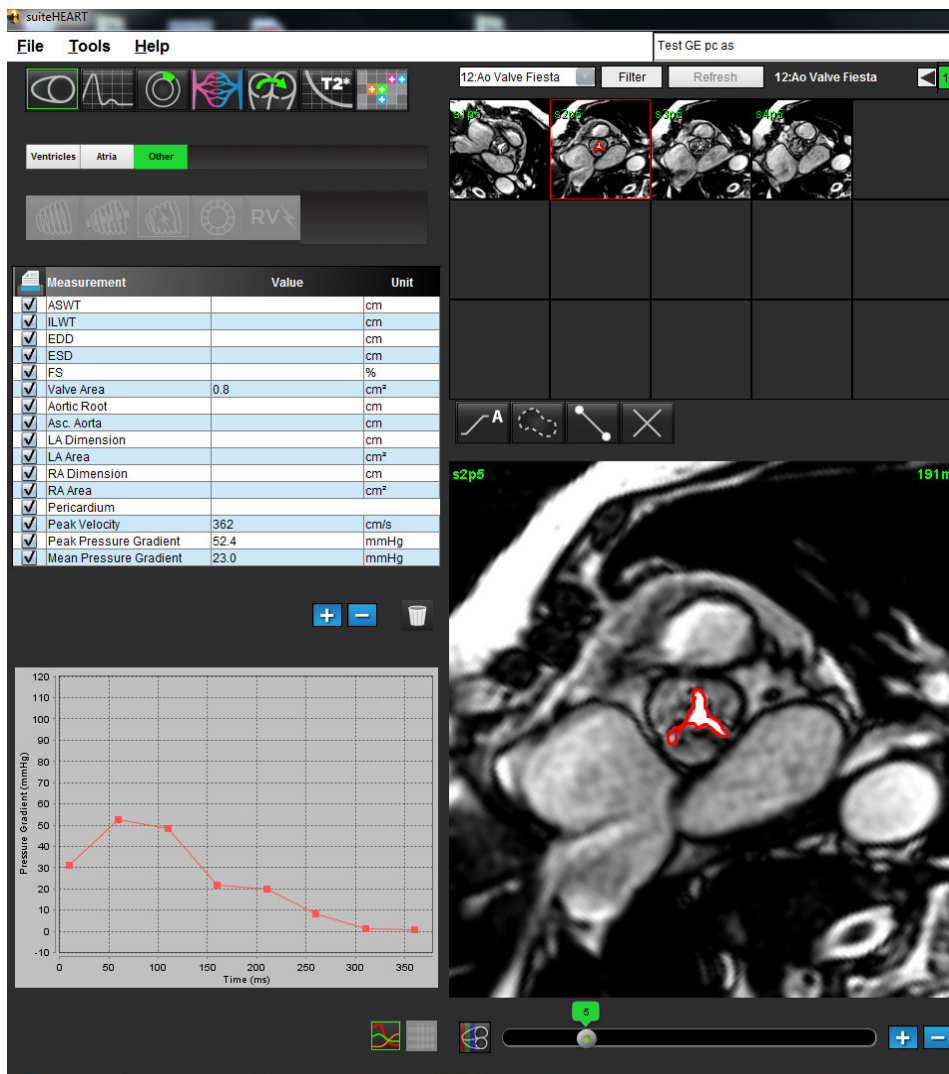 suiteHEART
File Tools Help
Test GE pc as
T2*
12:Ao Valve Fiesta Filter Refresh 12:Ao Valve Fiesta 1
s1p5 s2p5 s3p5 s4p5
Ventricles Atria Other
RV
Measurement Value Unit
ASWT cm
ILWT cm
EDD cm
ESD cm
FS %
Valve Area 0.8 cm²
Aortic Root cm
Asc. Aorta cm
LA Dimension cm
LA Area cm²
RA Dimension cm
RA Area cm²
Pericardium
Peak Velocity 362 cm/s
Peak Pressure Gradient 52.4 mmHg
Mean Pressure Gradient 23.0 mmHg
A
s2p5 191m
120
110
100
90
80
70
60
50
40
30
20
10
0
-10
Pressure Gradient (mmHg)
0 50 100 150 200 250 300 350
Time (ms)
5